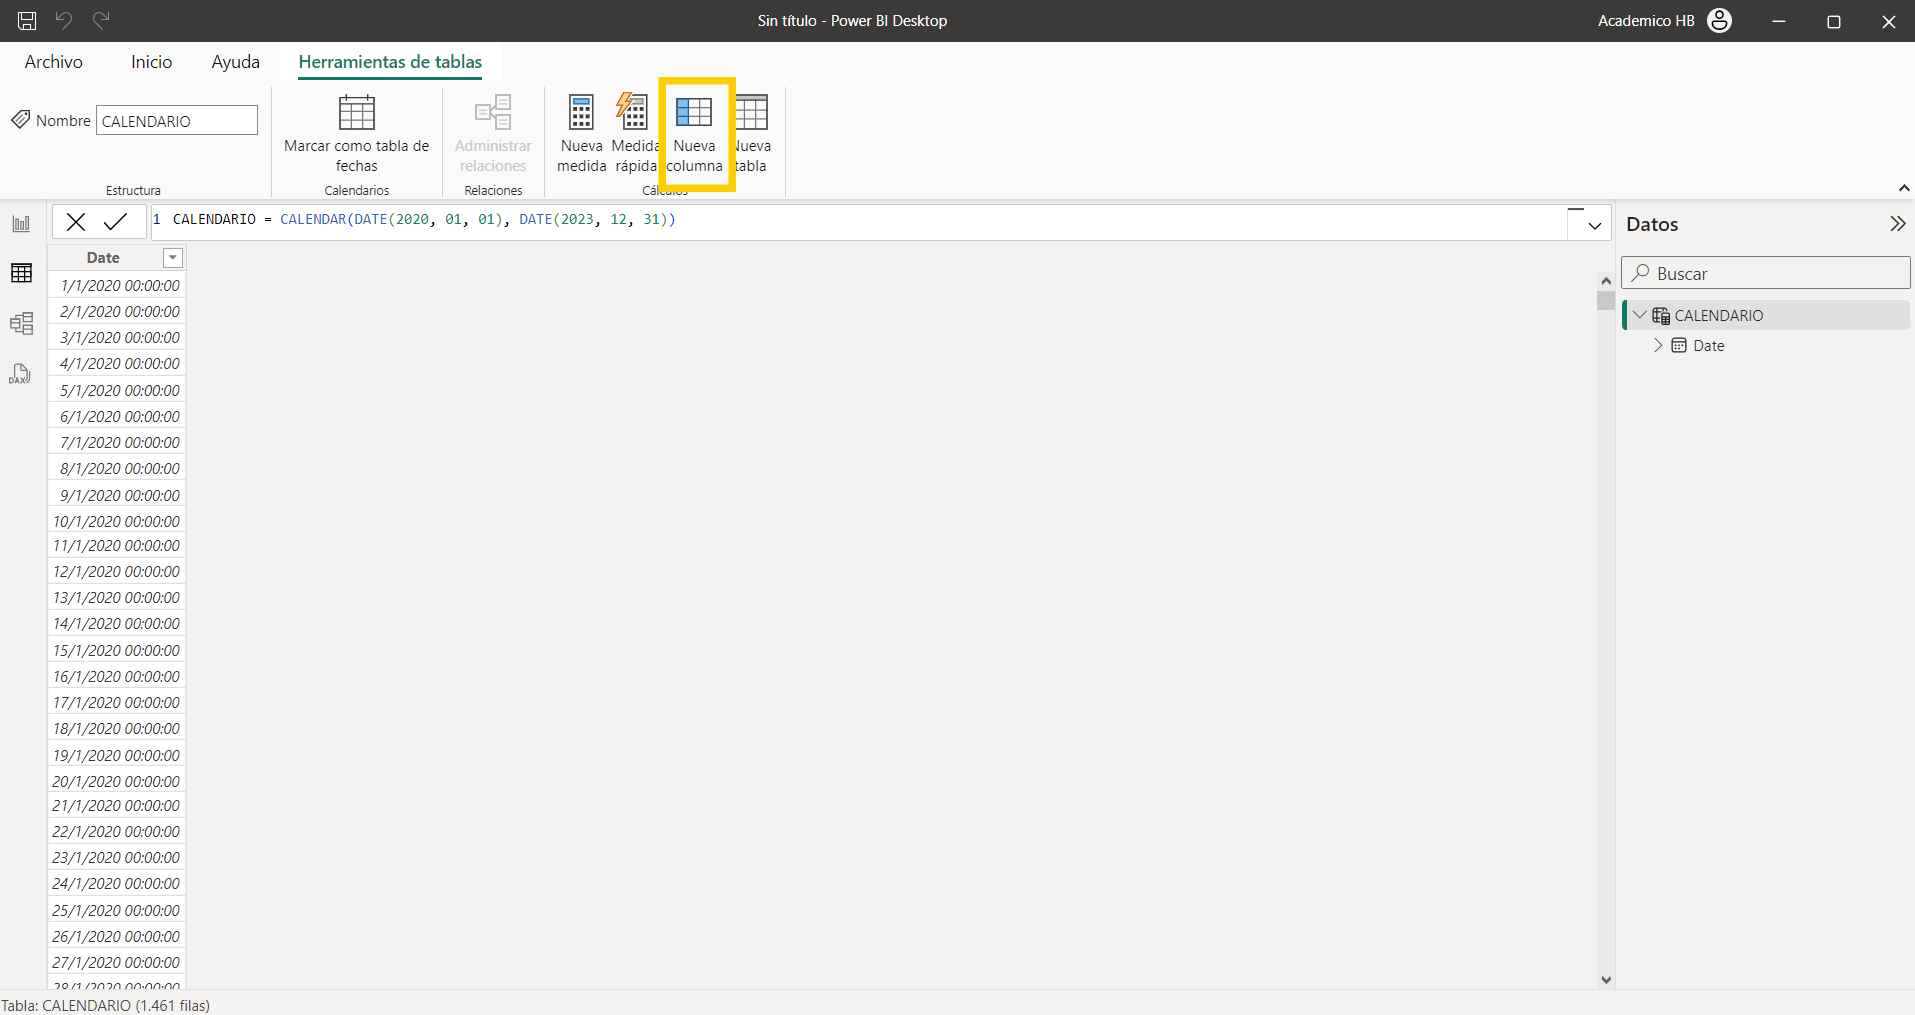 Sin título - Power BI Desktop
Academico HB
Archivo
Inicio
Ayuda
Herramientas de tablas
Nombre
CALENDARIO
Estructura
Marcar como tabla de
fechas
Calendarios
Administrar
relaciones
Relaciones
Nueva
medida
Medida
rápida
Nueva
columna
Nueva
tabla
Cálculos
1 CALENDARIO = CALENDAR(DATE(2020, 01, 01), DATE(2023, 12, 31))
Date
1/1/2020 00:00:00
2/1/2020 00:00:00
3/1/2020 00:00:00
4/1/2020 00:00:00
5/1/2020 00:00:00
6/1/2020 00:00:00
7/1/2020 00:00:00
8/1/2020 00:00:00
9/1/2020 00:00:00
10/1/2020 00:00:00
11/1/2020 00:00:00
12/1/2020 00:00:00
13/1/2020 00:00:00
14/1/2020 00:00:00
15/1/2020 00:00:00
16/1/2020 00:00:00
17/1/2020 00:00:00
18/1/2020 00:00:00
19/1/2020 00:00:00
20/1/2020 00:00:00
21/1/2020 00:00:00
22/1/2020 00:00:00
23/1/2020 00:00:00
24/1/2020 00:00:00
25/1/2020 00:00:00
26/1/2020 00:00:00
27/1/2020 00:00:00
28/1/2020 00:00:00
DAX
Datos
Buscar
CALENDARIO
Date
Tabla: CALENDARIO (1.461 filas)